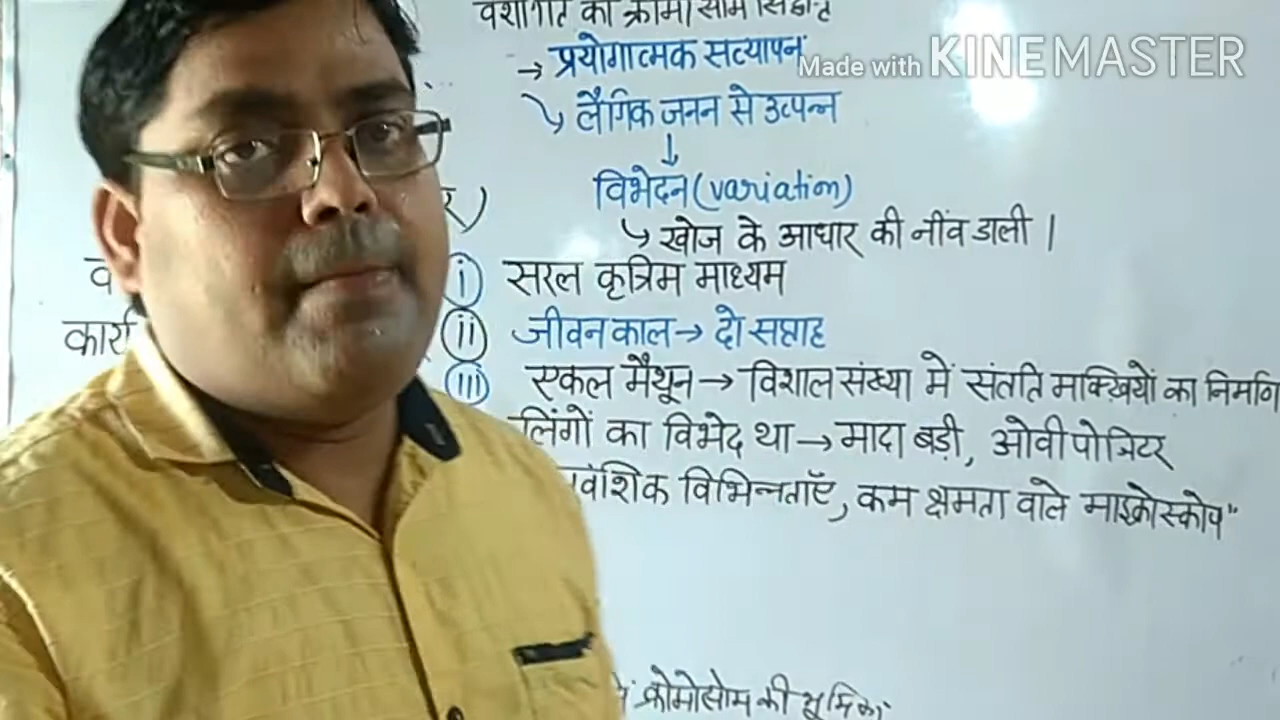 वंशागति का क्रोमोसोम सिद्धांत
→ प्रयोगात्मक सत्यापन
Made with KINEMASTER
↳ लैंगिक जनन से उत्पन्न
↓
विभेदन (variation)
↳ खोज के आधार की नींव डाली |
(i) सरल कृत्रिम माध्यम
(ii) जीवन काल → दो सप्ताह
(iii) एकल मैथून → विशाल संख्या में संतति मक्खियों का निर्माण
लिंगों का विभेद था → मादा बड़ी, ओवीपोजिटर
वंशिक विभिन्नताएँ, कम क्षमता वाले माइक्रोस्कोप"
क्रोमोसोम की भूमिका